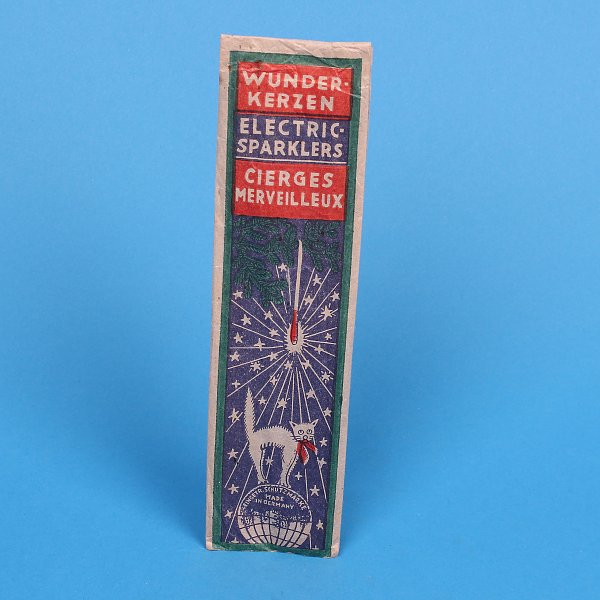 WUNDER-
KERZEN
ELECTRIC-
SPARKLERS
CIERGES
MERVEILLEUX
SCHUTZMARKE
MADE
IN GERMANY